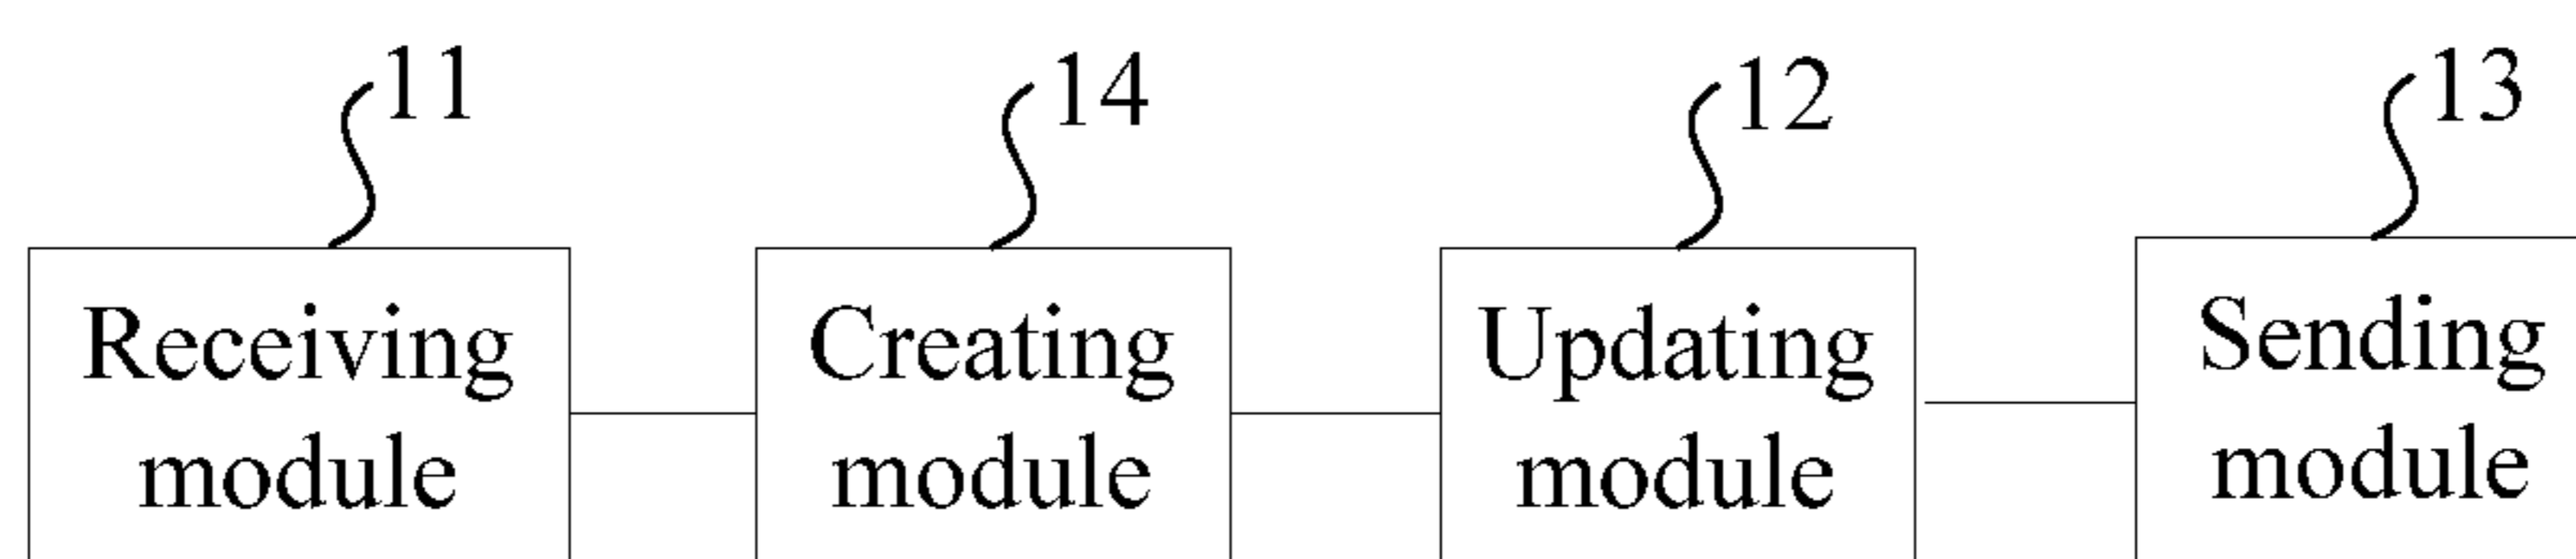 11
14
12
13
Receiving
module
Creating
module
Updating
module
Sending
module